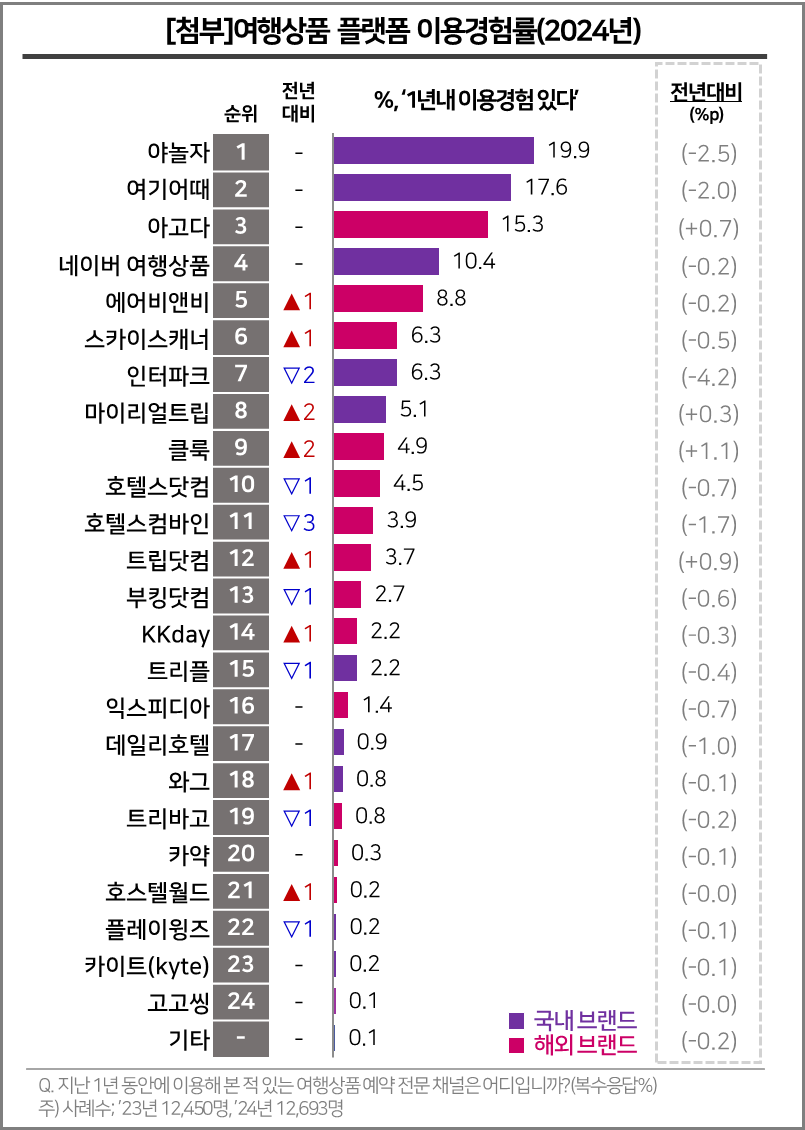 [첨부]여행상품 플랫폼 이용경험률(2024년)
순위 전년대비 %, ‘1년내 이용경험 있다’ 전년대비(%p)
야놀자 1 - 19.9 (-2.5)
여기어때 2 - 17.6 (-2.0)
아고다 3 - 15.3 (+0.7)
네이버 여행상품 4 - 10.4 (-0.2)
에어비앤비 5 ▲1 8.8 (-0.2)
스카이스캐너 6 ▲1 6.3 (-0.5)
인터파크 7 ▽2 6.3 (-4.2)
마이리얼트립 8 ▲2 5.1 (+0.3)
클룩 9 ▲2 4.9 (+1.1)
호텔스닷컴 10 ▽1 4.5 (-0.7)
호텔스컴바인 11 ▽3 3.9 (-1.7)
트립닷컴 12 ▲1 3.7 (+0.9)
부킹닷컴 13 ▽1 2.7 (-0.6)
KKday 14 ▲1 2.2 (-0.3)
트리플 15 ▽1 2.2 (-0.4)
익스피디아 16 - 1.4 (-0.7)
데일리호텔 17 - 0.9 (-1.0)
와그 18 ▲1 0.8 (-0.1)
트리바고 19 ▽1 0.8 (-0.2)
카약 20 - 0.3 (-0.1)
호스텔월드 21 ▲1 0.2 (-0.0)
플레이윙즈 22 ▽1 0.2 (-0.1)
카이트(kyte) 23 - 0.2 (-0.1)
고고씽 24 - 0.1 (-0.0)
기타 - - 0.1 (-0.2)
국내 브랜드
해외 브랜드
Q. 지난 1년 동안에 이용해 본 적 있는 여행상품 예약 전문 채널은 어디입니까?(복수응답%)
주) 사례수; ’23년 12,450명, ’24년 12,693명